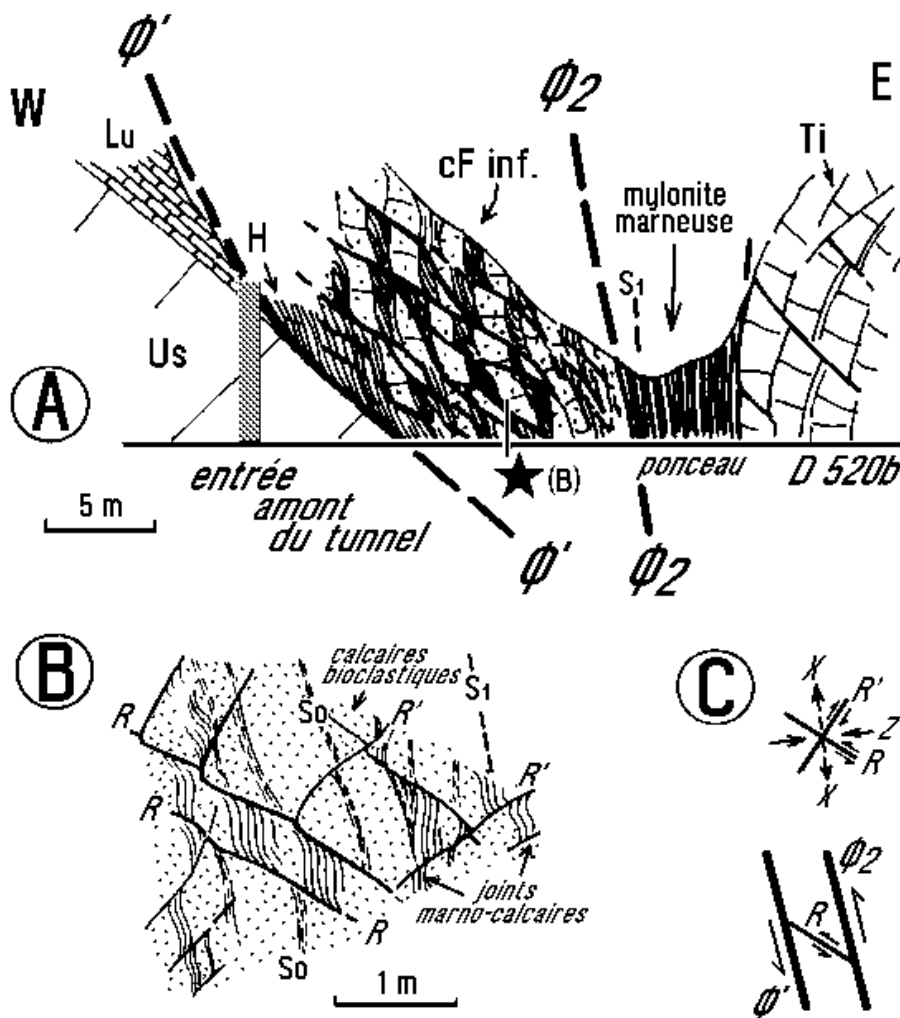 ϕ'
W
Lu
H
Us
cF inf.
ϕ2
S1
mylonite
marneuse
Ti
E
A
entrée
amont
du tunnel
5 m
(B)
ponceau
D 520b
ϕ'
ϕ2
B
calcaires
bioclastiques
So
R'
S1
R
R
R'
joints
marno-calcaires
R
So
1 m
C
X
R'
Z
R
X
ϕ2
R
ϕ'